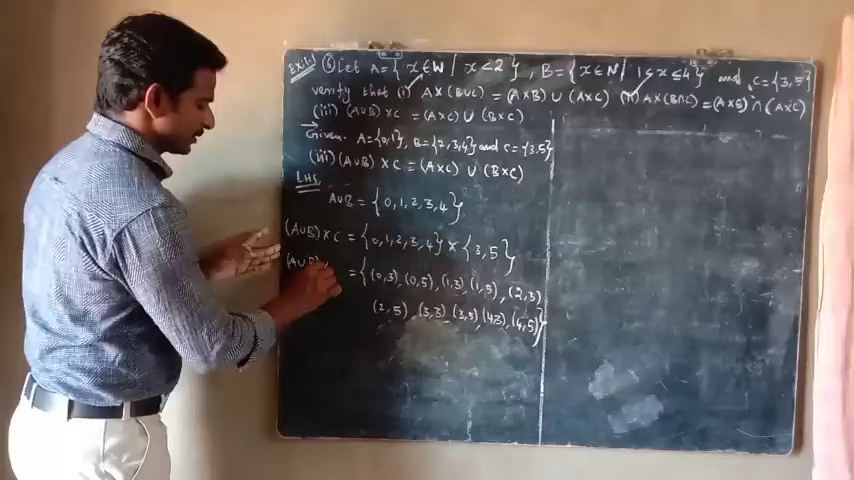 Ex:1.1 ⑥ Let A = { x∈W | x<2 }, B = { x∈N | 1<x≤4 } and C = {3,5}
verify that (i) A×(B∪C) = (A×B) ∪ (A×C) (ii) A×(B∩C) = (A×B) ∩ (A×C)
(iii) (A∪B) ×C = (A×C) ∪ (B×C)
→ Given. A = {0,1}, B = {2,3,4} and C = {3,5}
(iii) (A∪B) ×C = (A×C) ∪ (B×C)
LHS
A∪B = {0,1,2,3,4}
(A∪B) ×C = {0,1,2,3,4} × {3,5}
(A∪B) = { (0,3), (0,5), (1,3), (1,5), (2,3)
(2,5), (3,3) (3,5) (4,3), (4,5) }